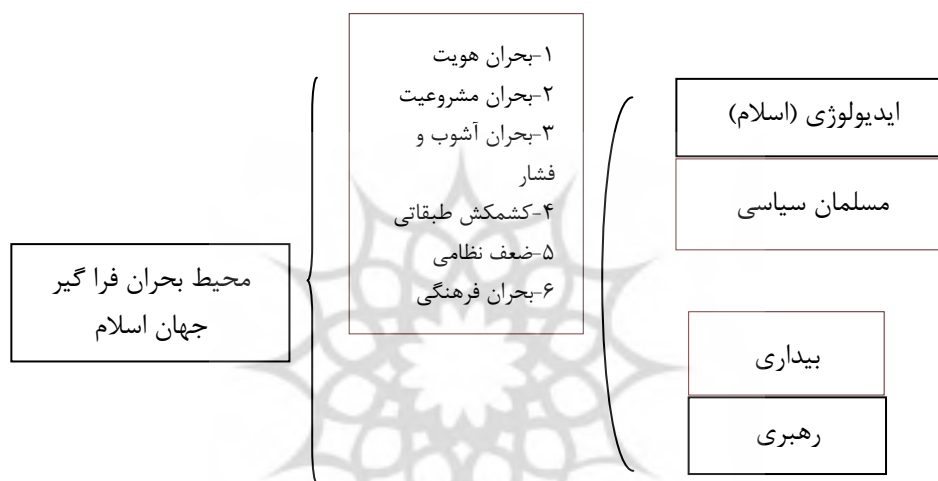 ایدیولوژی (اسلام)
مسلمان سیاسی
بیداری
رهبری
۱-بحران هویت
۲-بحران مشروعیت
۳-بحران آشوب و
فشار
۴-کشمکش طبقاتی
۵-ضعف نظامی
۶-بحران فرهنگی
محیط بحران فرا گیر
جهان اسلام